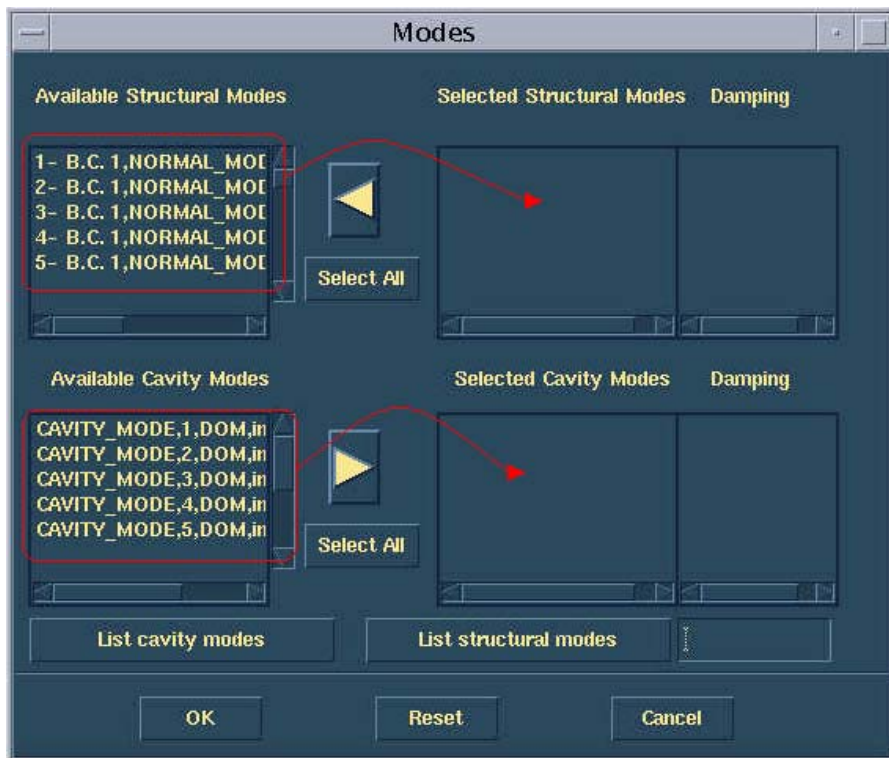 Modes
Available Structural Modes
Selected Structural Modes
Damping
1- B.C. 1,NORMAL_MOD
2- B.C. 1,NORMAL_MOD
3- B.C. 1,NORMAL_MOD
4- B.C. 1,NORMAL_MOD
5- B.C. 1,NORMAL_MOD
Select All
Available Cavity Modes
Selected Cavity Modes
Damping
CAVITY_MODE,1,DOM,in
CAVITY_MODE,2,DOM,in
CAVITY_MODE,3,DOM,in
CAVITY_MODE,4,DOM,in
CAVITY_MODE,5,DOM,in
Select All
List cavity modes
List structural modes
OK
Reset
Cancel